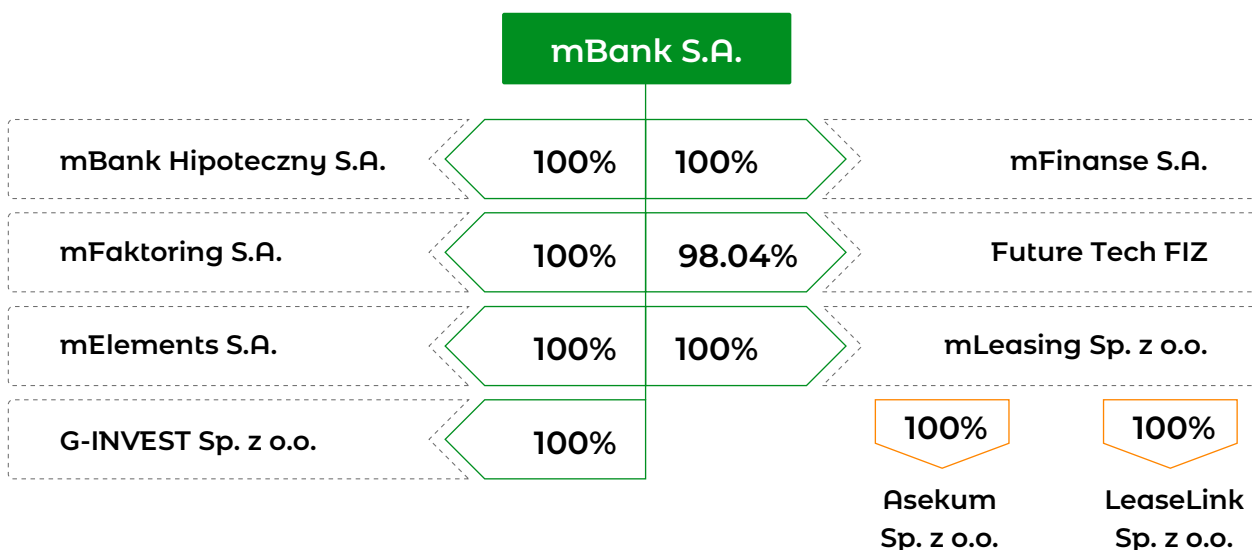 mBank S.A.
mBank Hipoteczny S.A. 100% 100% mFinanse S.A.
mFaktoring S.A. 100% 98.04% Future Tech FIZ
mElements S.A. 100% 100% mLeasing Sp. z o.o.
G-INVEST Sp. z o.o. 100% 100% 100%
Asekum LeaseLink
Sp. z o.o. Sp. z o.o.